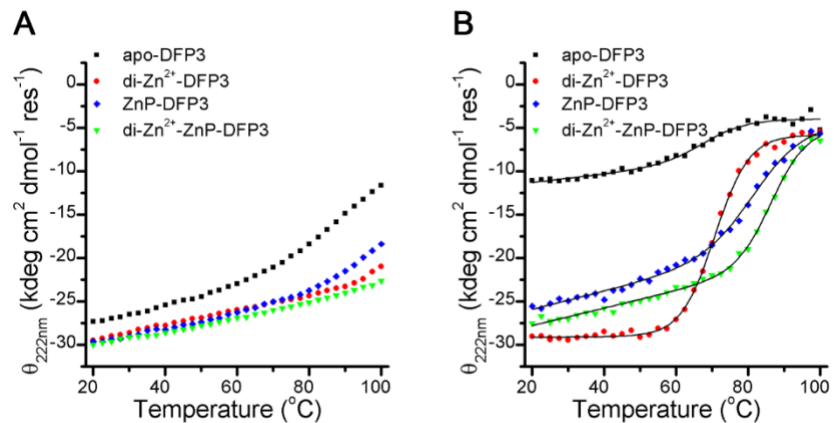 A
apo-DFP3
di-Zn²⁺-DFP3
ZnP-DFP3
di-Zn²⁺-ZnP-DFP3
θ222nm (kdeg cm² dmol⁻¹ res⁻¹)
0
-5
-10
-15
-20
-25
-30
20
40
60
80
100
Temperature (°C)
B
apo-DFP3
di-Zn²⁺-DFP3
ZnP-DFP3
di-Zn²⁺-ZnP-DFP3
θ222nm (kdeg cm² dmol⁻¹ res⁻¹)
0
-5
-10
-15
-20
-25
-30
20
40
60
80
100
Temperature (°C)